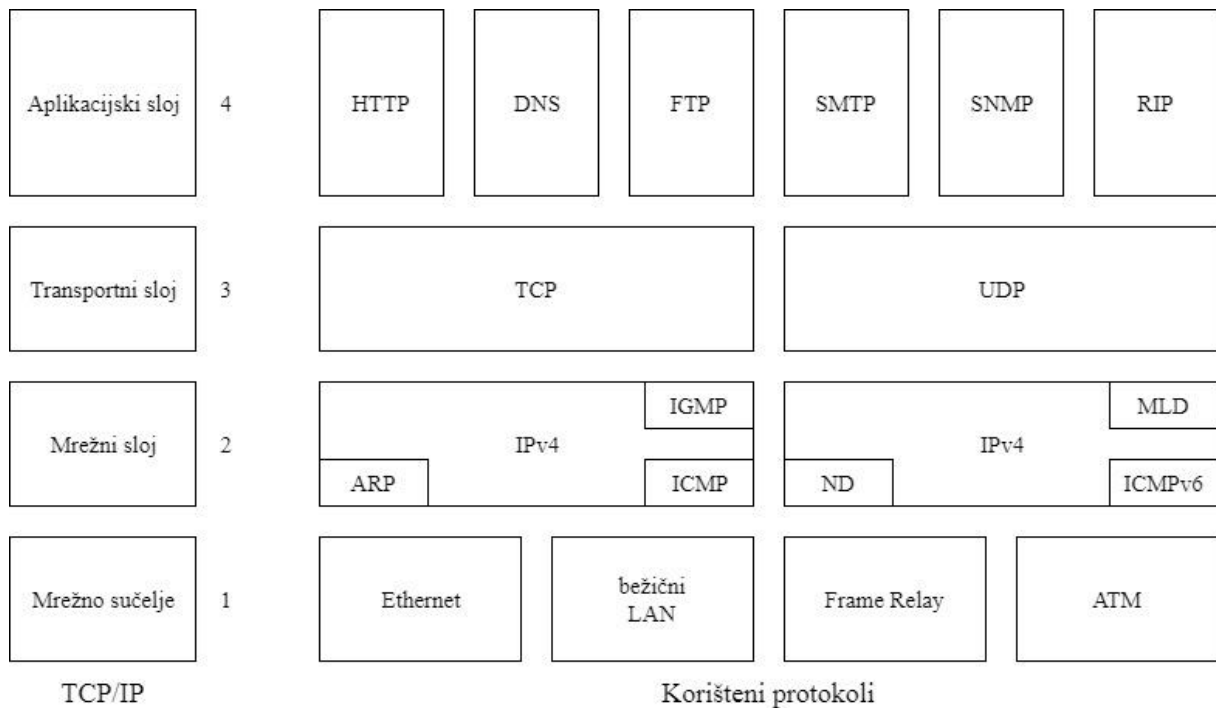 Aplikacijski sloj 4 HTTP DNS FTP SMTP SNMP RIP
Transportni sloj 3 TCP UDP
IGMP MLD
Mrežni sloj 2 IPv4 IPv4
ARP ICMP ND ICMPv6
Mrežno sučelje 1 Ethernet bežični LAN Frame Relay ATM
TCP/IP Korišteni protokoli